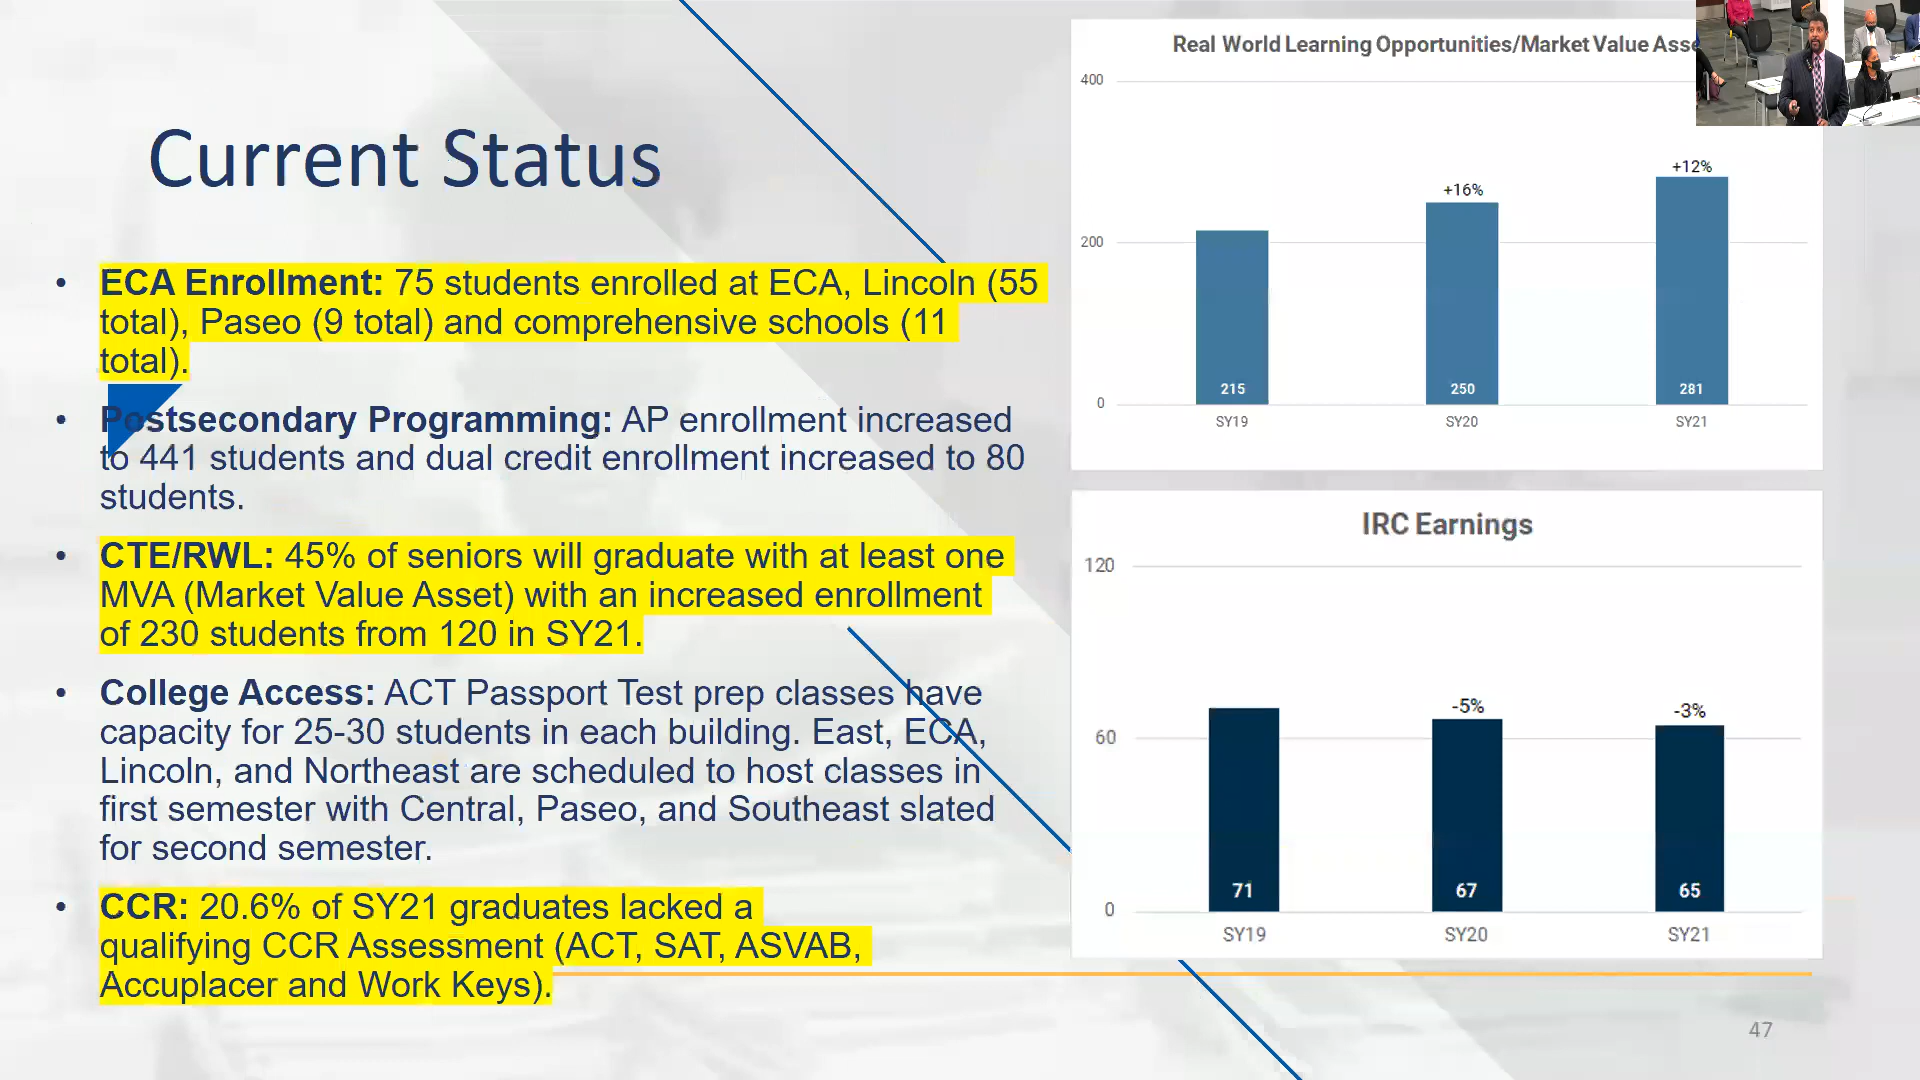 Current Status
• ECA Enrollment: 75 students enrolled at ECA, Lincoln (55
total), Paseo (9 total) and comprehensive schools (11
total).
• Postsecondary Programming: AP enrollment increased
to 441 students and dual credit enrollment increased to 80
students.
• CTE/RWL: 45% of seniors will graduate with at least one
MVA (Market Value Asset) with an increased enrollment
of 230 students from 120 in SY21.
• College Access: ACT Passport Test prep classes have
capacity for 25-30 students in each building. East, ECA,
Lincoln, and Northeast are scheduled to host classes in
first semester with Central, Paseo, and Southeast slated
for second semester.
• CCR: 20.6% of SY21 graduates lacked a
qualifying CCR Assessment (ACT, SAT, ASVAB,
Accuplacer and Work Keys).
Real World Learning Opportunities/Market Value Asse
400
+12%
+16%
200
215 250 281
0
SY19 SY20 SY21
IRC Earnings
120
-5% -3%
60
71 67 65
0
SY19 SY20 SY21
47